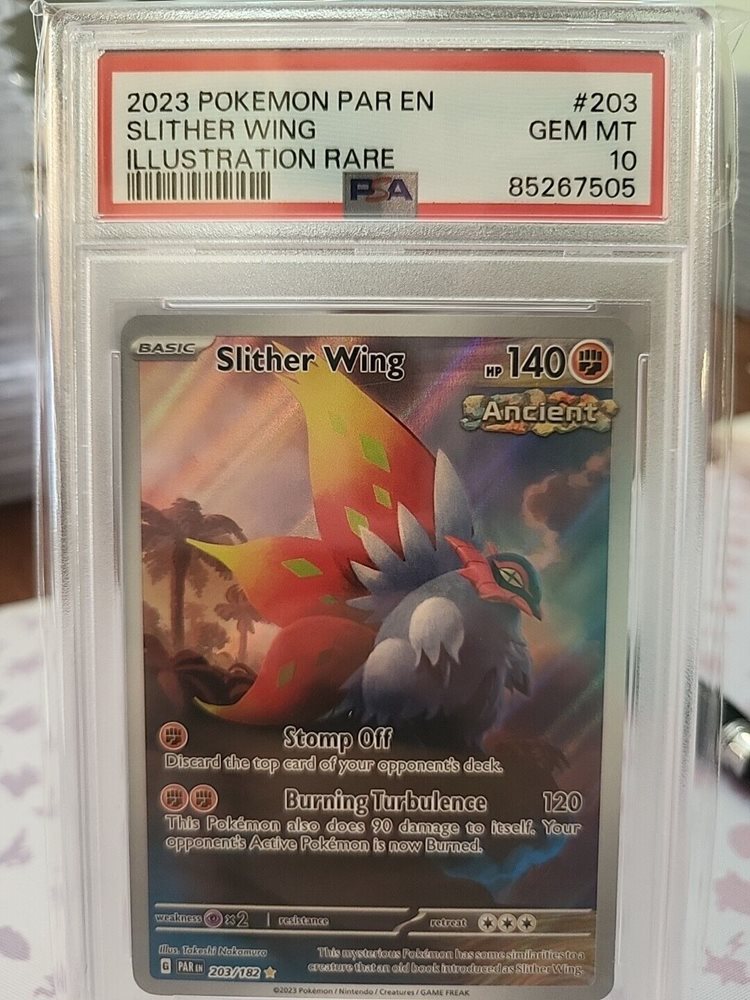 2023 POKEMON PAR EN #203
SLITHER WING GEM MT
ILLUSTRATION RARE 10
PSA 85267505
BASIC Slither Wing HP 140
Ancient
Stomp Off
Discard the top card of your opponent's deck.
Burning Turbulence 120
This Pokémon also does 90 damage to itself. Your
opponent's Active Pokémon is now Burned.
weakness ×2 resistance retreat
Illus. Takeshi Nakamura
This mysterious Pokémon has some similarities to a
creature that an old book introduced as Slither Wing.
G PAR EN 203/182
©2023 Pokémon / Nintendo / Creatures / GAME FREAK